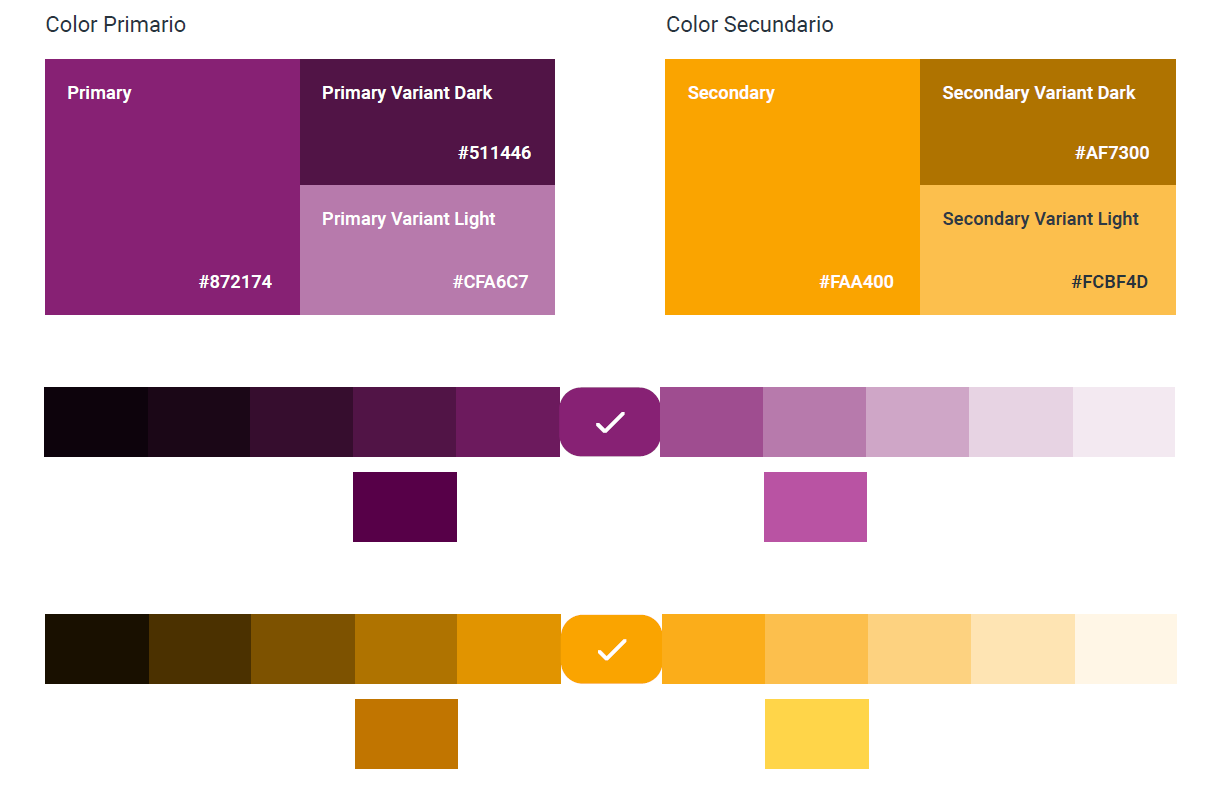 Color Primario
Primary
Primary Variant Dark
#511446
Primary Variant Light
#872174
#CFA6C7
Color Secundario
Secondary
Secondary Variant Dark
#AF7300
Secondary Variant Light
#FAA400
#FCBF4D